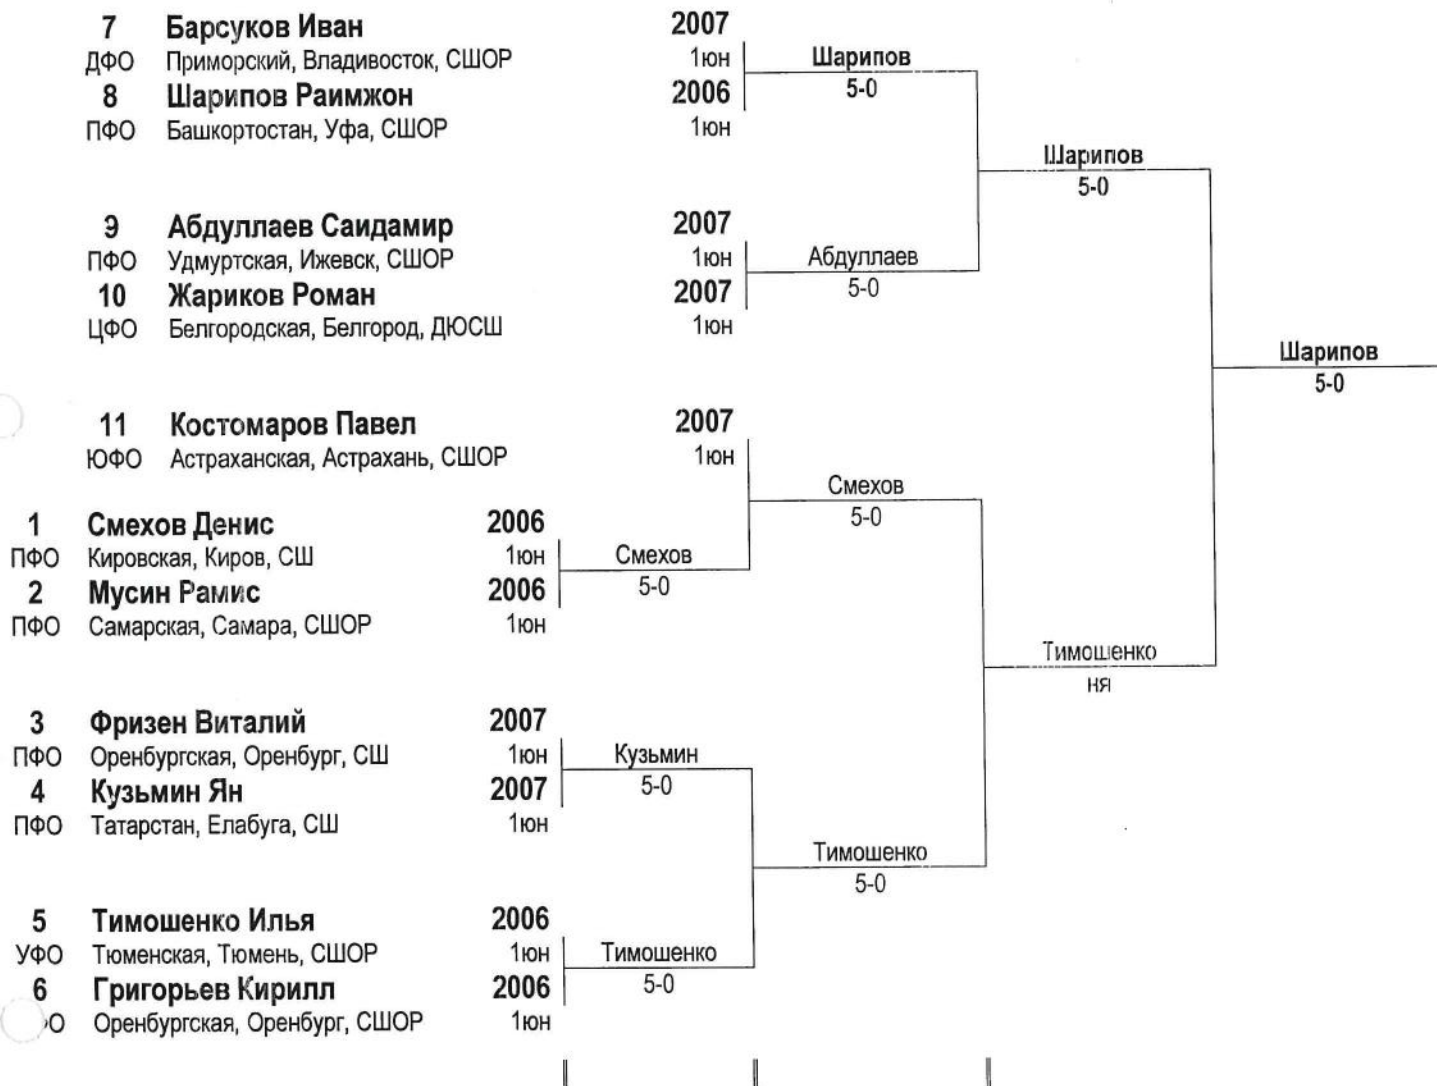 7 Барсуков Иван 2007
ДФО Приморский, Владивосток, СШОР 1юн
8 Шарипов Раимжон 2006
ПФО Башкортостан, Уфа, СШОР 1юн
Шарипов
5-0
Шарипов
5-0
9 Абдуллаев Саидамир 2007
ПФО Удмуртская, Ижевск, СШОР 1юн
10 Жариков Роман 2007
ЦФО Белгородская, Белгород, ДЮСШ 1юн
Абдуллаев
5-0
Шарипов
5-0
11 Костомаров Павел 2007
ЮФО Астраханская, Астрахань, СШОР 1юн
Смехов
5-0
1 Смехов Денис 2006
ПФО Кировская, Киров, СШ 1юн
2 Мусин Рамис 2006
ПФО Самарская, Самара, СШОР 1юн
Смехов
5-0
Тимошенко
ня
3 Фризен Виталий 2007
ПФО Оренбургская, Оренбург, СШ 1юн
4 Кузьмин Ян 2007
ПФО Татарстан, Елабуга, СШ 1юн
Кузьмин
5-0
Тимошенко
5-0
5 Тимошенко Илья 2006
УФО Тюменская, Тюмень, СШОР 1юн
6 Григорьев Кирилл 2006
Оренбургская, Оренбург, СШОР 1юн
Тимошенко
5-0